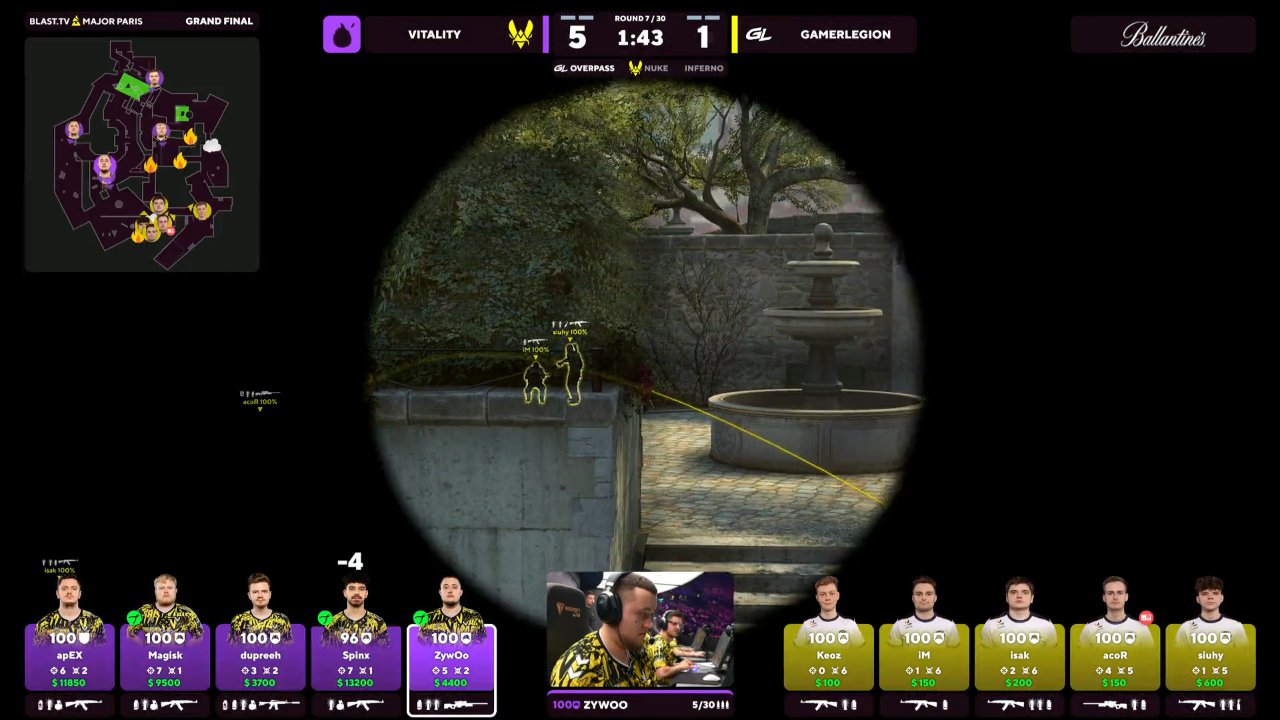 BLAST.TV MAJOR PARIS GRAND FINAL
VITALITY 5 ROUND 7 / 30 1:43 1 GL GAMERLEGION
Ballantine's
GL OVERPASS NUKE INFERNO
siuhy 100%
iM 100%
acoR 100%
-4
isak 100%
100 100 100 96 100
apEX Magisk dupreeh Spinx ZywOo
6 2 7 1 3 2 7 1 5 2
$11850 $9500 $3700 $13200 $4400
100 100 100 100 100
Keoz iM isak acoR siuhy
0 6 1 6 2 6 4 5 1 5
$100 $150 $200 $150 $600
100 ZYWOO 5/30
A